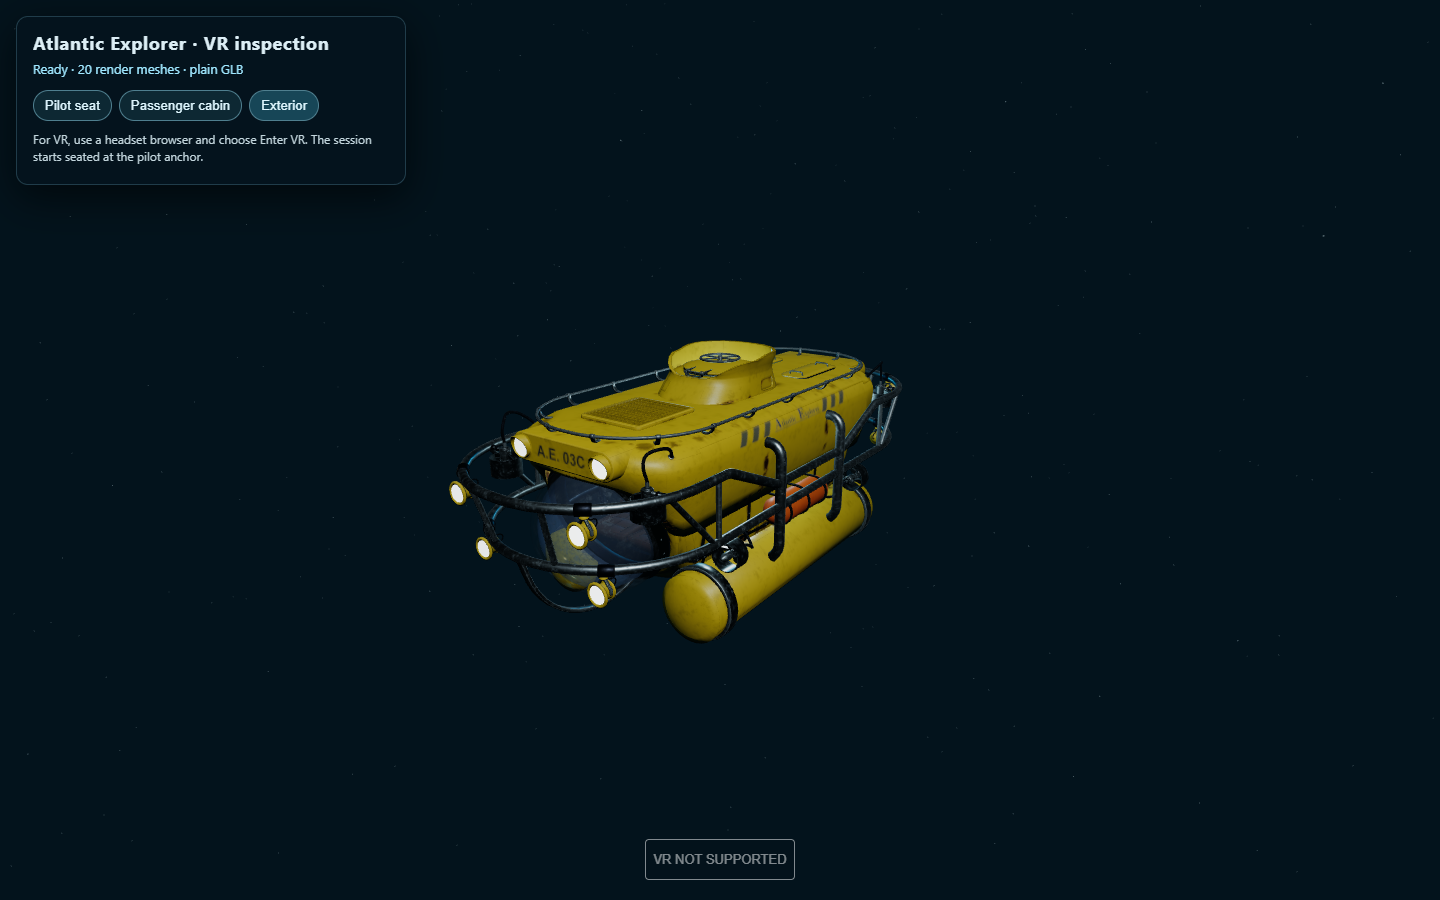 Atlantic Explorer · VR inspection
Ready · 20 render meshes · plain GLB
Pilot seat
Passenger cabin
Exterior
For VR, use a headset browser and choose Enter VR. The session
starts seated at the pilot anchor.
A.E. 03C
VR NOT SUPPORTED